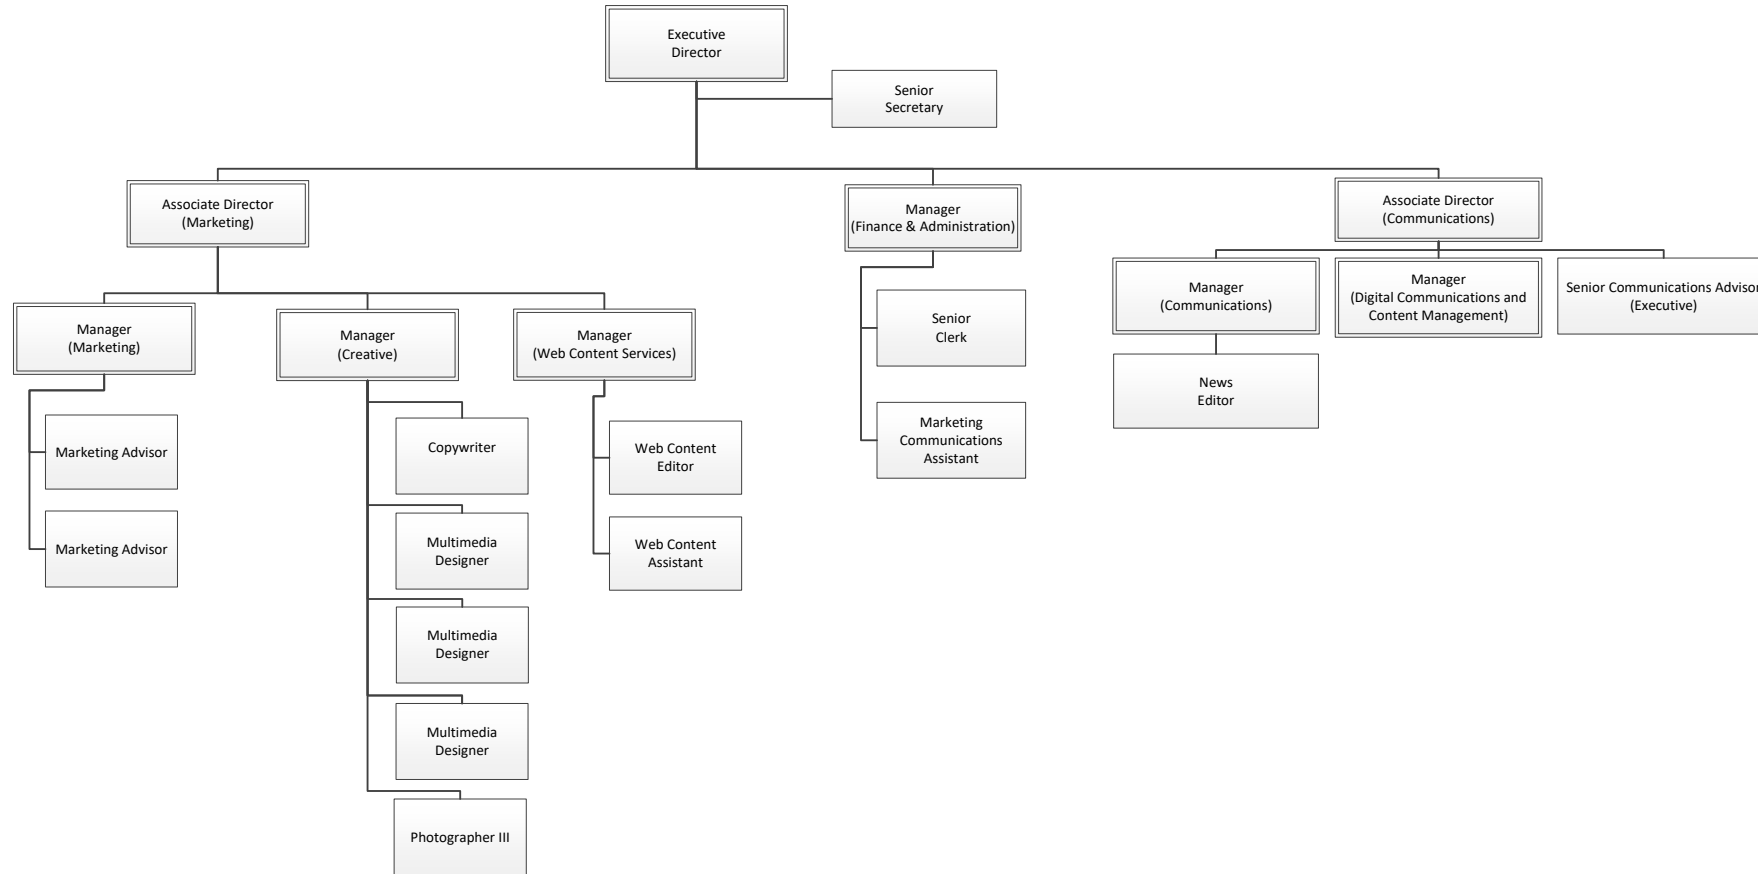 Executive
Director
Senior
Secretary
Associate Director
(Marketing)
Manager
(Finance & Administration)
Associate Director
(Communications)
Manager
(Marketing)
Manager
(Creative)
Manager
(Web Content Services)
Senior
Clerk
Manager
(Communications)
Manager
(Digital Communications and
Content Management)
Senior Communications Advisor
(Executive)
News
Editor
Marketing Advisor
Copywriter
Web Content
Editor
Marketing
Communications
Assistant
Marketing Advisor
Multimedia
Designer
Web Content
Assistant
Multimedia
Designer
Multimedia
Designer
Photographer III